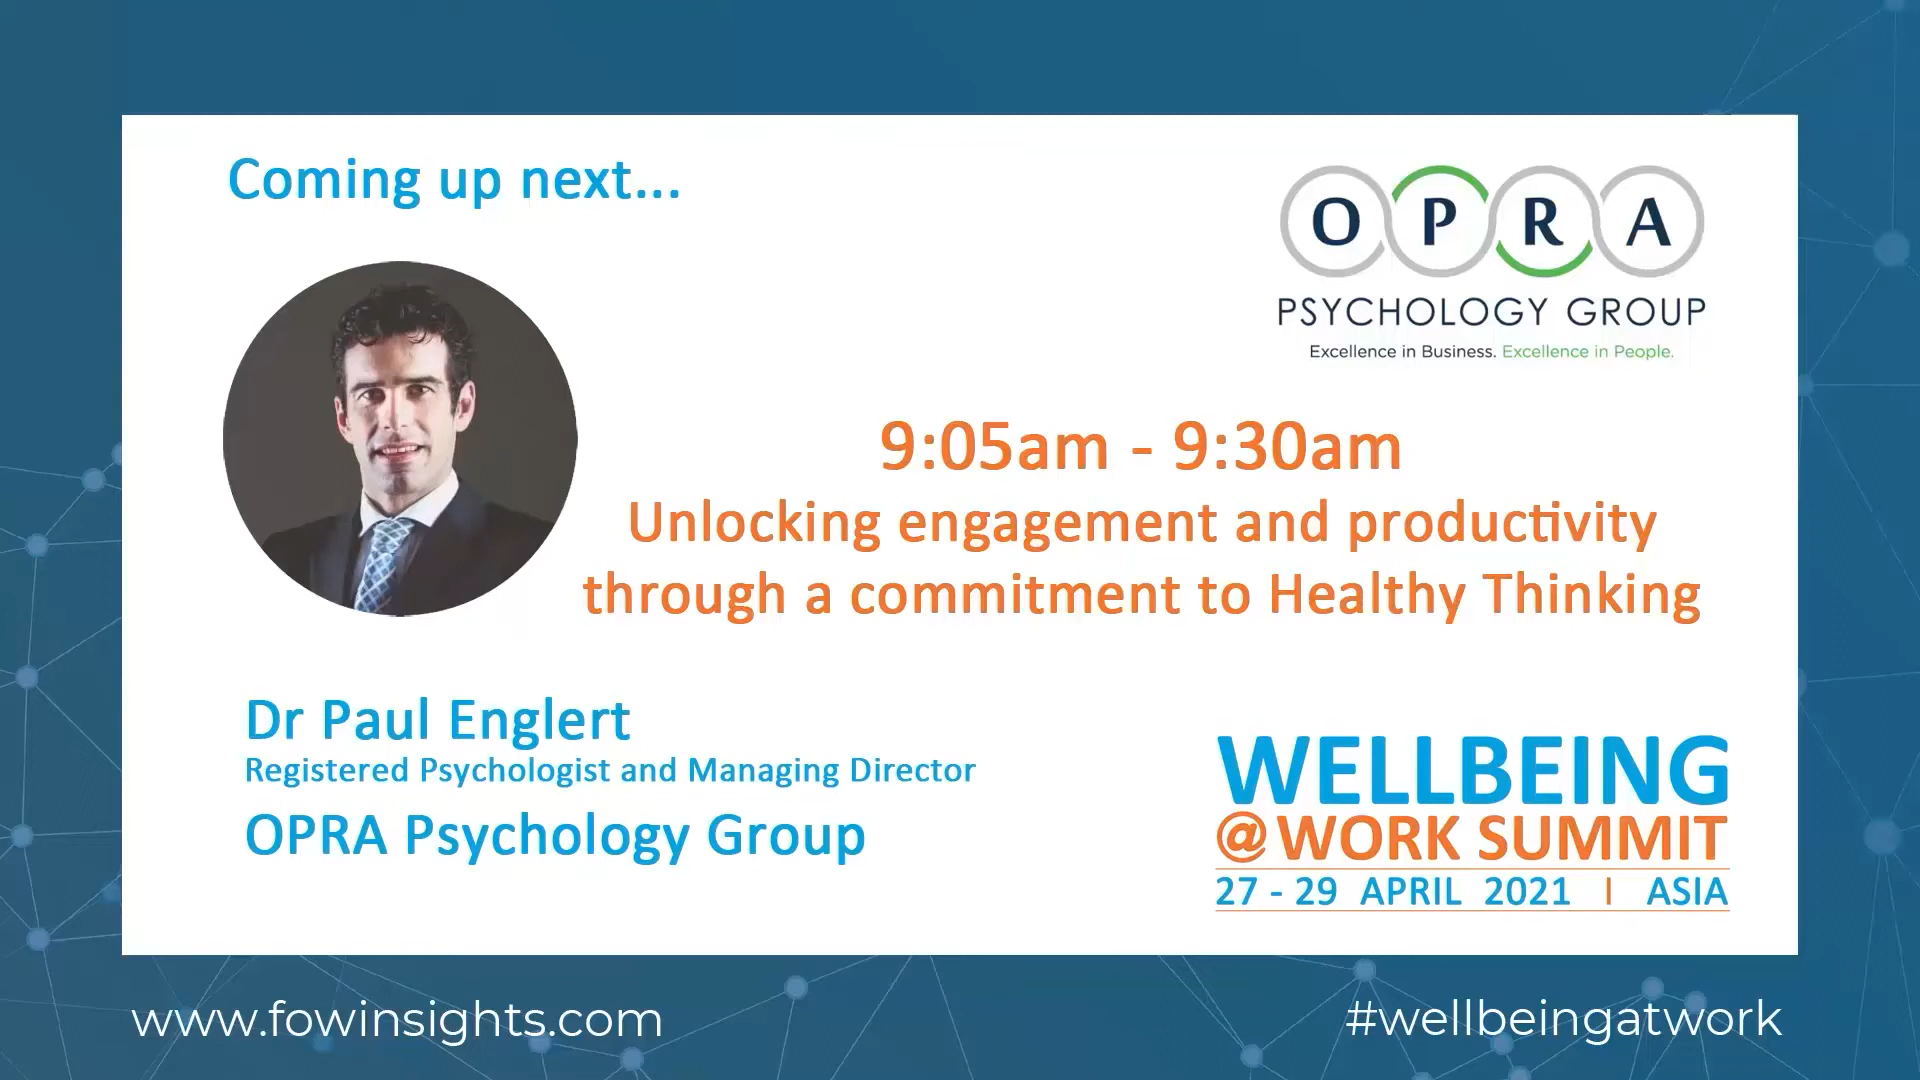 Coming up next...
OPRA
PSYCHOLOGY GROUP
Excellence in Business. Excellence in People.
9:05am - 9:30am
Unlocking engagement and productivity
through a commitment to Healthy Thinking
Dr Paul Englert
Registered Psychologist and Managing Director
OPRA Psychology Group
WELLBEING
@WORK SUMMIT
27 - 29 APRIL 2021 | ASIA
www.fowinsights.com
#wellbeingatwork